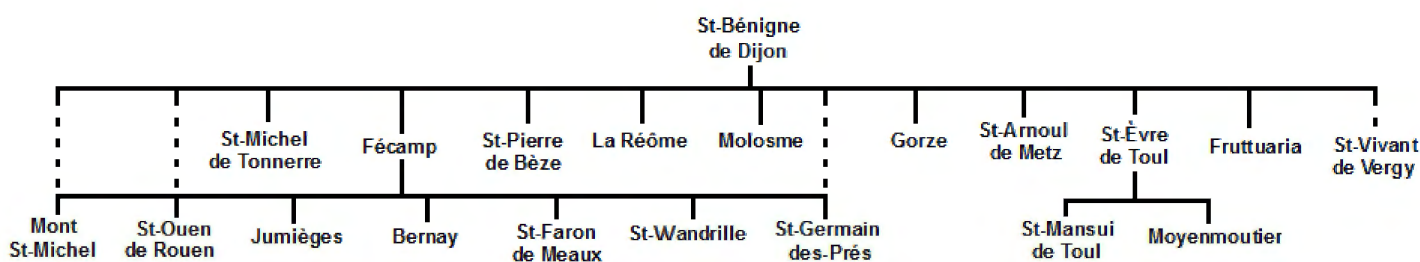 St-Bénigne
de Dijon
St-Michel
de Tonnerre
Fécamp
St-Pierre
de Bèze
La Réôme
Molosme
Gorze
St-Arnoul
de Metz
St-Èvre
de Toul
Fruttuaria
St-Vivant
de Vergy
Mont
St-Michel
St-Ouen
de Rouen
Jumièges
Bernay
St-Faron
de Meaux
St-Wandrille
St-Germain
des-Prés
St-Mansui
de Toul
Moyenmoutier